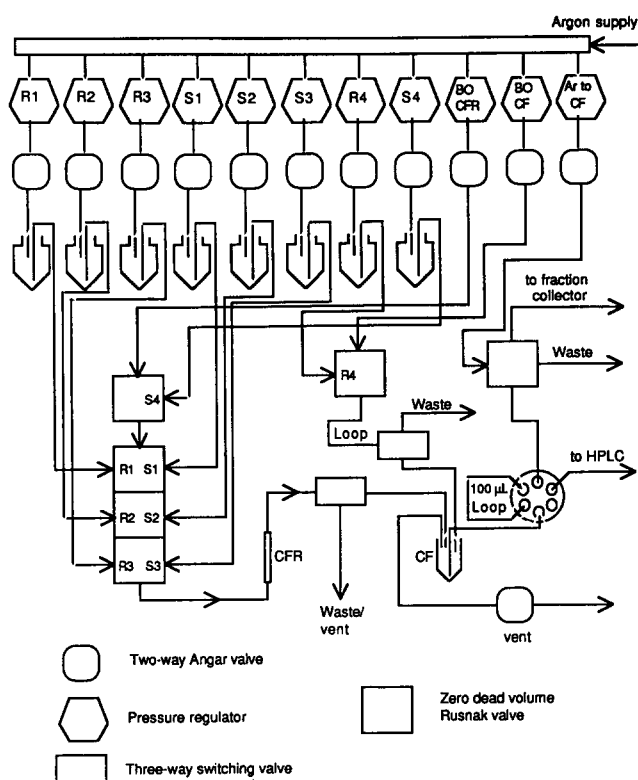 Argon supply
R1 R2 R3 S1 S2 S3 R4 S4 BO CFR BO CF Ar to CF
to fraction
collector
Waste
R4
S4
Waste
Loop
to HPLC
R1 S1
100 µL
Loop
R2 S2
R3 S3
CFR
CF
Waste/
vent
vent
Two-way Angar valve
Pressure regulator
Zero dead volume
Rusnak valve
Three-way switching valve